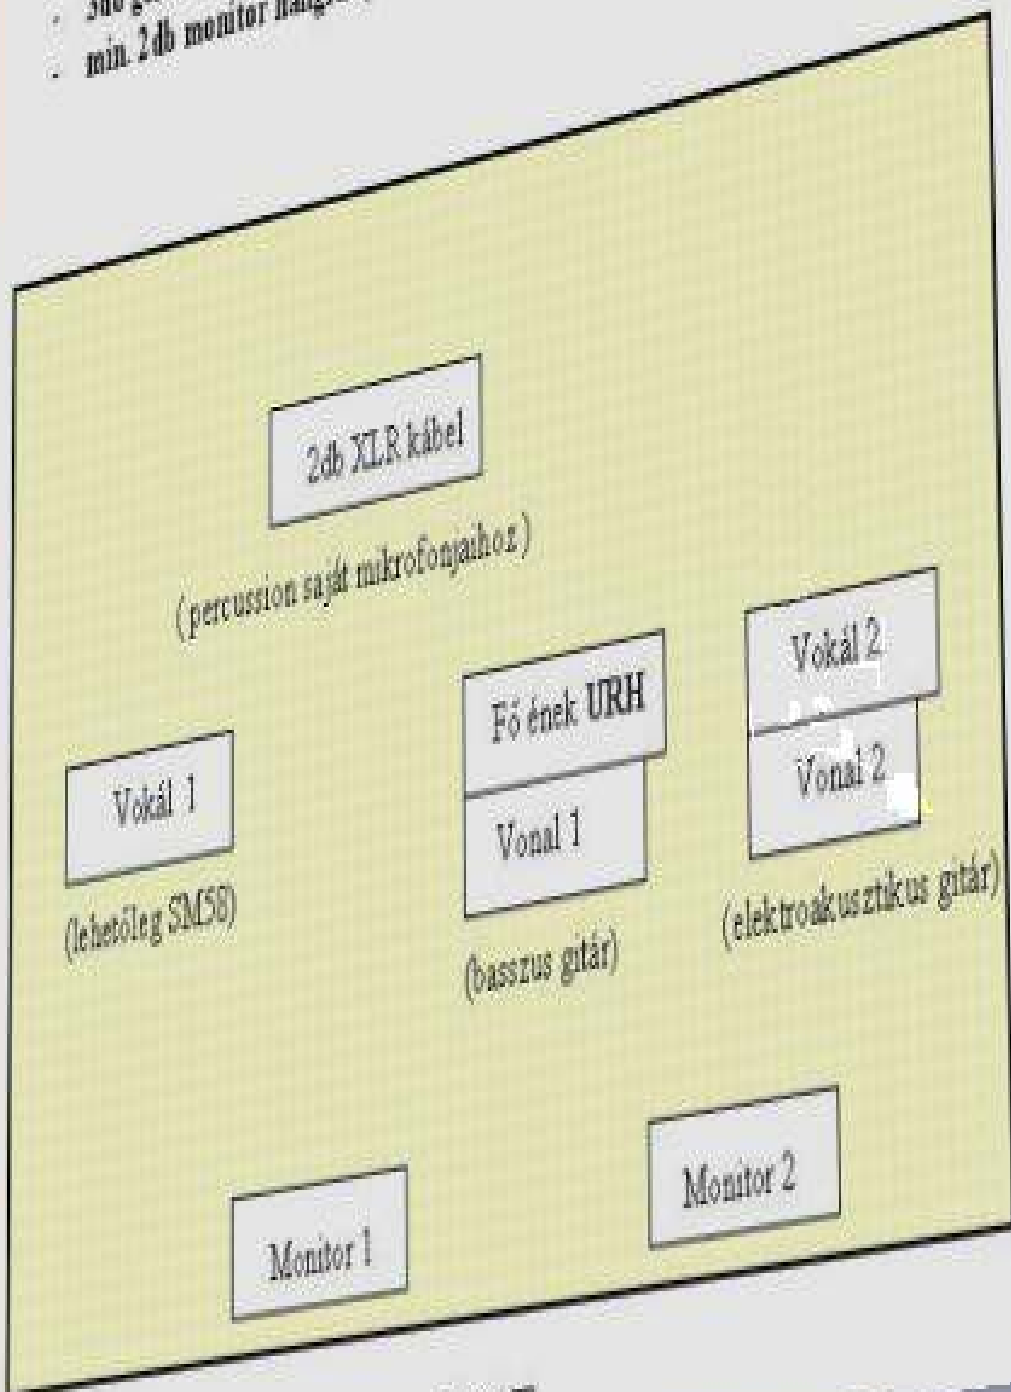 - 3db
- min. 2db monitor
2db XLR kábel
( percussion saját mikrofonjaihoz )
Vokál 2
Fő ének URH
Vonal 2
Vokál 1
Vonal 1
(elektroakusztikus gitár)
(lehetőleg SM58)
(basszus gitár)
Monitor 2
Monitor 1